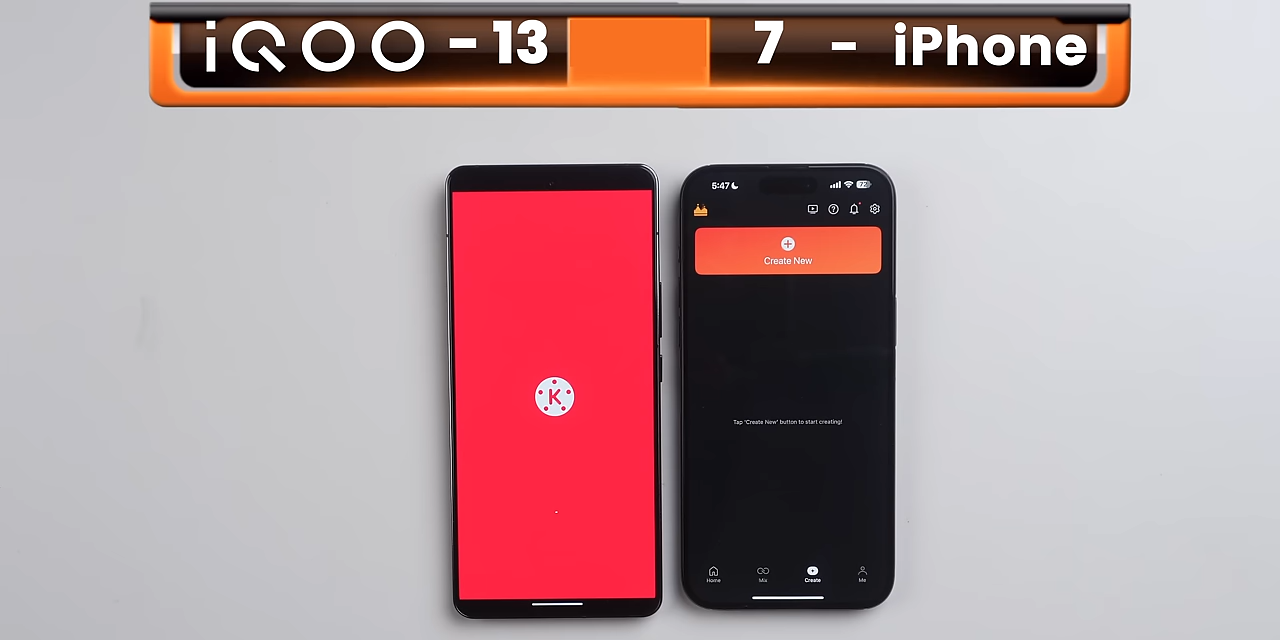 iQOO - 13
7 - iPhone
K
5:47
72
Create New
Tap 'Create New' button to start creating!
Home
Mix
Create
Me